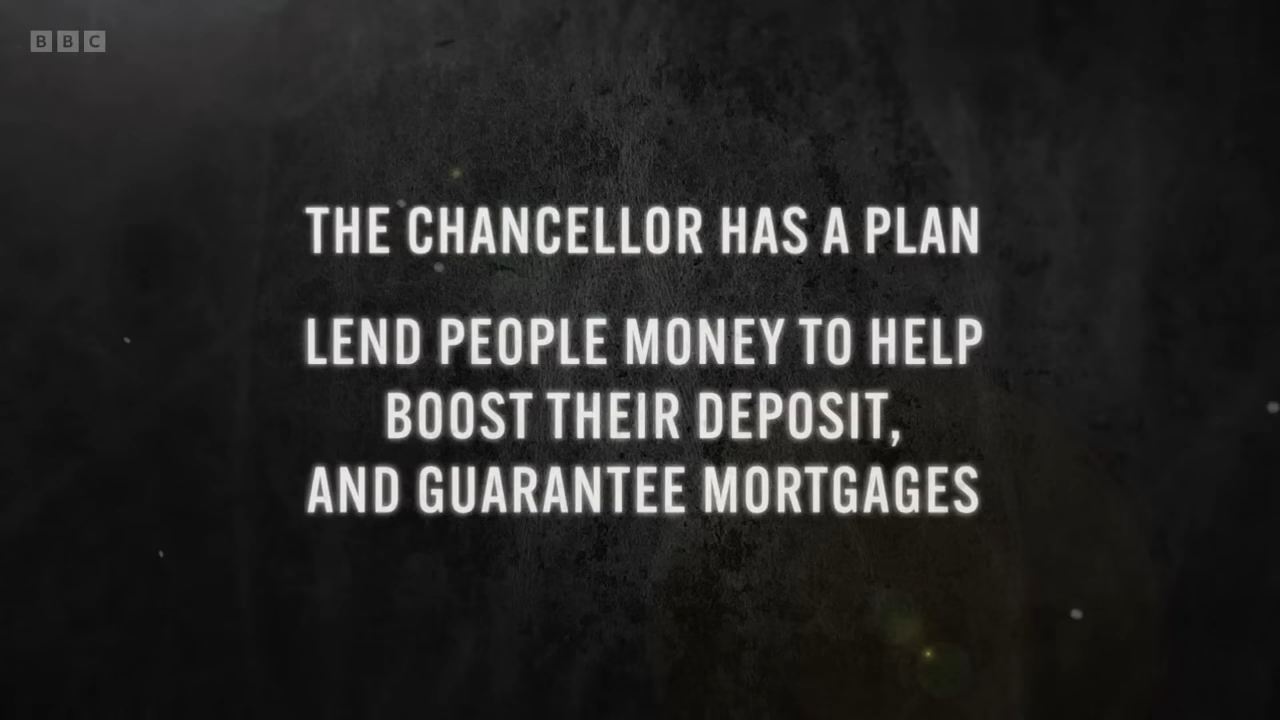 BBC
THE CHANCELLOR HAS A PLAN
LEND PEOPLE MONEY TO HELP
BOOST THEIR DEPOSIT,
AND GUARANTEE MORTGAGES